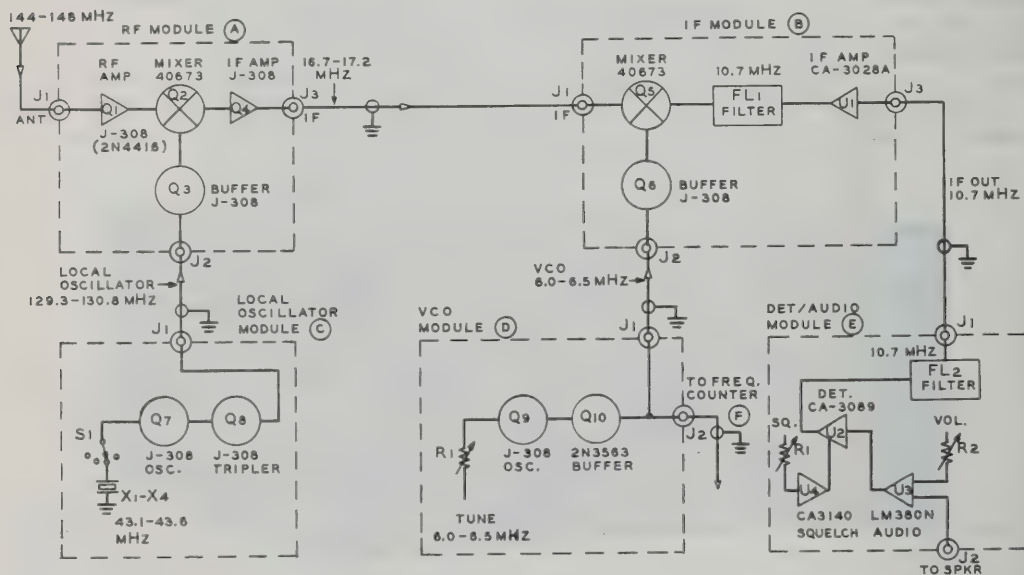 144-148 MHz
RF MODULE A
RF AMP
MIXER 40673
IF AMP J-308
16.7-17.2 MHZ
J1
ANT
Q1
Q2
Q4
J3
IF
J-308 (2N4416)
Q3
BUFFER J-308
J2
LOCAL OSCILLATOR
129.3-130.8 MHZ
LOCAL OSCILLATOR MODULE C
J1
S1
Q7
Q8
J-308 OSC.
J-308 TRIPLER
X1-X4
43.1-43.6 MHZ
IF MODULE B
MIXER 40673
10.7 MHZ
IF AMP CA-3028A
J1
IF
Q5
FL1 FILTER
U1
J3
Q6
BUFFER J-308
J2
IF OUT 10.7 MHZ
VCO 6.0-6.5 MHZ
VCO MODULE D
J1
TO FREQ. COUNTER F
J2
R1
Q9
Q10
J-308 OSC.
2N3563 BUFFER
TUNE 6.0-6.5 MHZ
DET/AUDIO MODULE E
J1
10.7 MHZ
FL2 FILTER
DET. CA-3089
SQ.
R1
U2
VOL.
R2
U4
U3
CA3140 SQUELCH
LM380N AUDIO
J2
TO SPKR